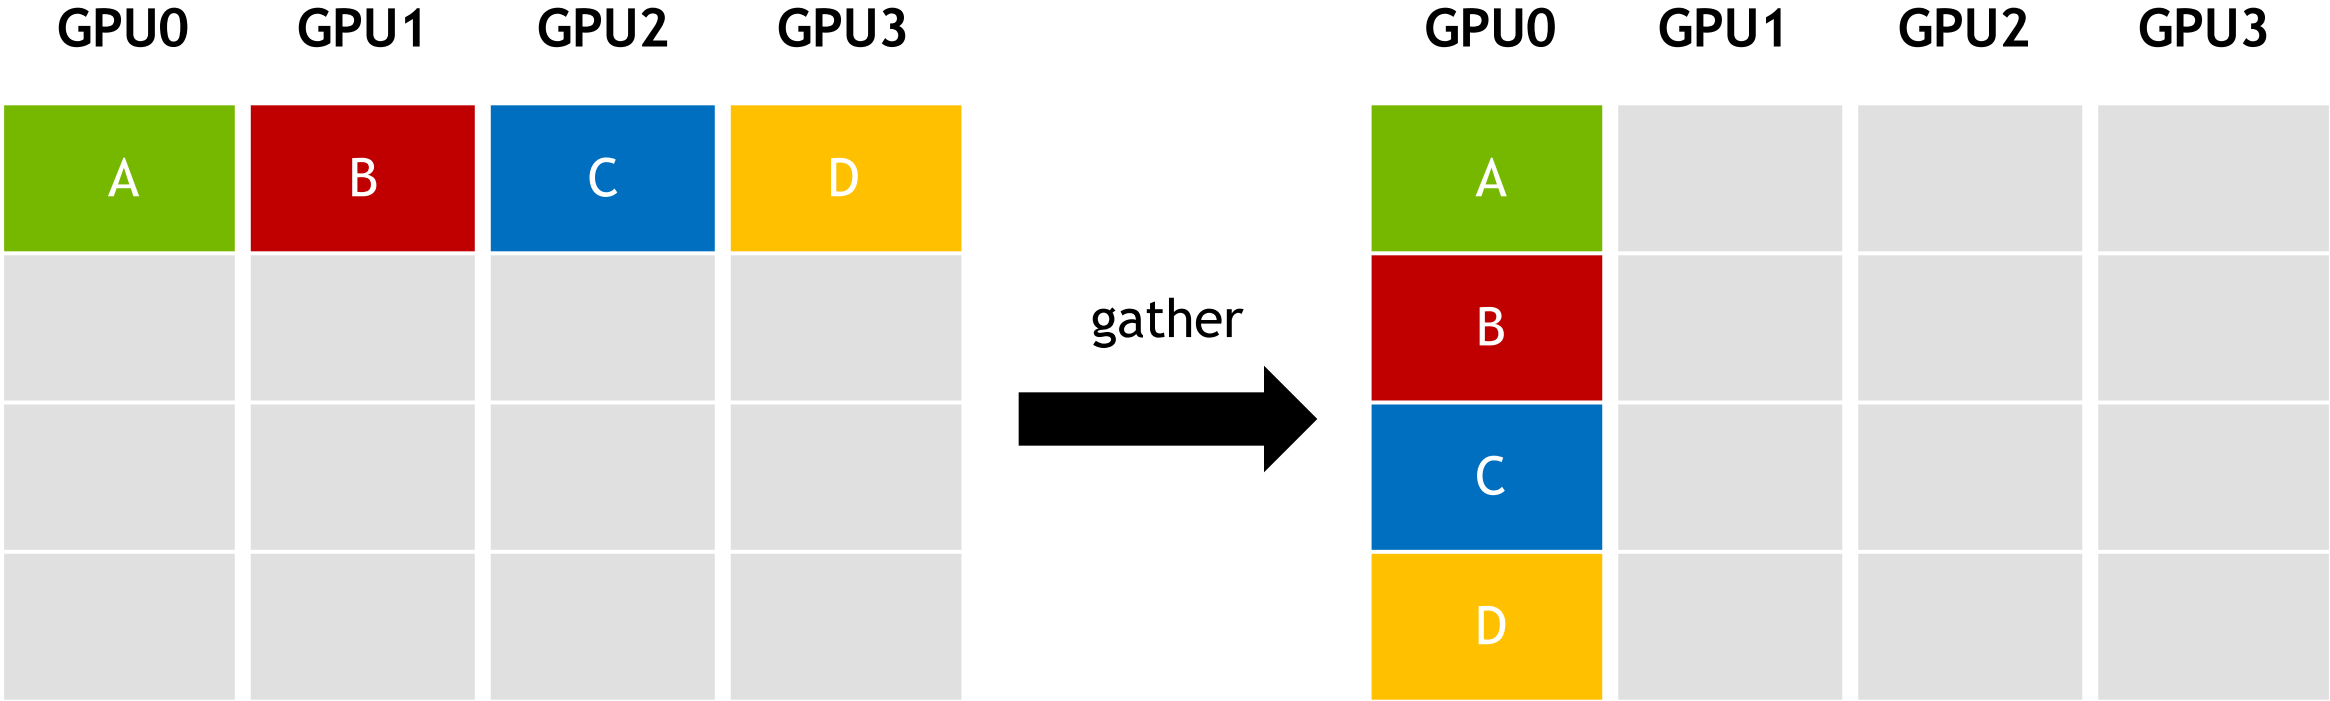 GPU0 GPU1 GPU2 GPU3 GPU0 GPU1 GPU2 GPU3
A B C D A
gather
B
C
D